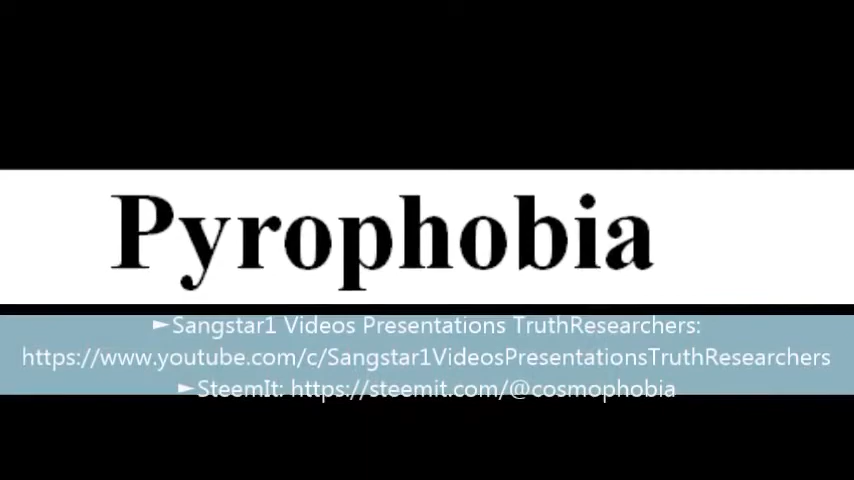 Pyrophobia
►Sangstar1 Videos Presentations TruthResearchers:
https://www.youtube.com/c/Sangstar1VideosPresentationsTruthResearchers
►SteemIt: https://steemit.com/@cosmophobia